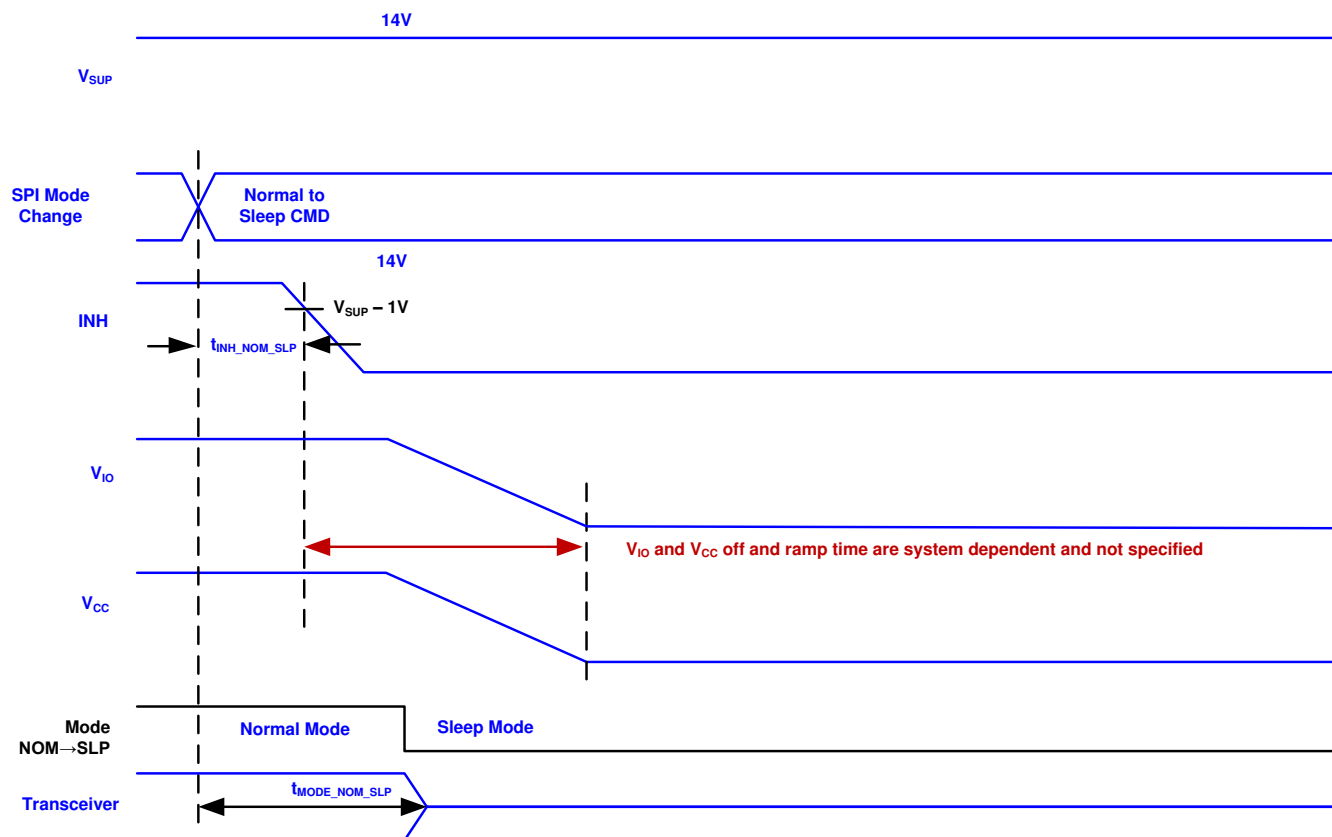 14V
VSUP
SPI Mode
Change
Normal to
Sleep CMD
14V
VSUP – 1V
INH
tINH_NOM_SLP
VIO
VIO and VCC off and ramp time are system dependent and not specified
VCC
Mode
NOM→SLP
Normal Mode
Sleep Mode
tMODE_NOM_SLP
Transceiver